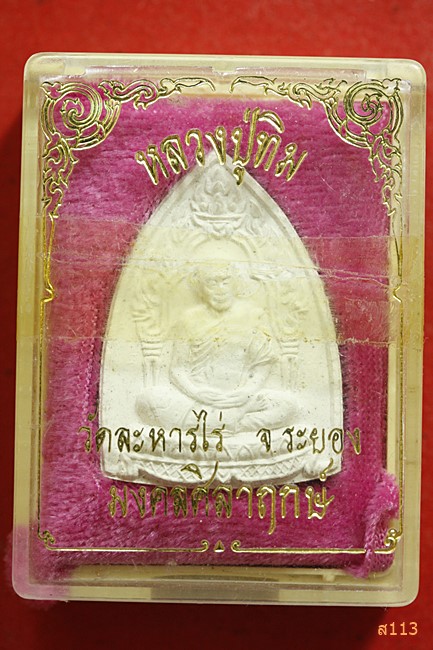 หลวงปู่ทิม
วัดละหารไร่ จ.ระยอง
มงคลศิลาฤกษ์
ส113